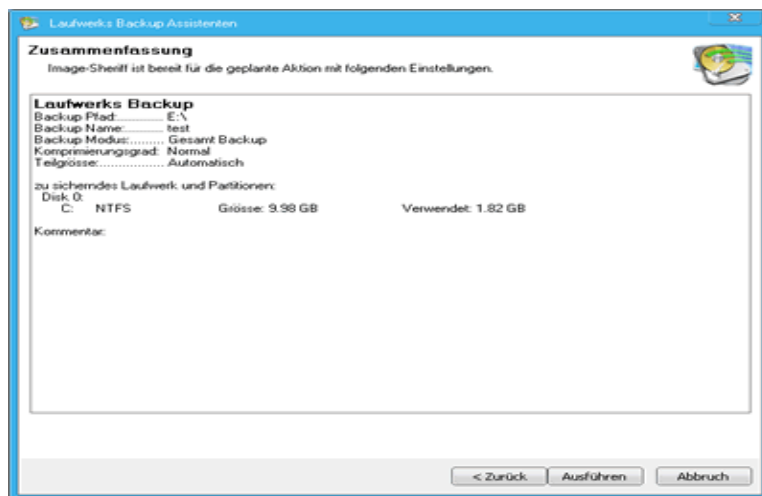 Laufwerks Backup Assistenten
Zusammenfassung
Image-Sheriff ist bereit für die geplante Aktion mit folgenden Einstellungen.
Laufwerks Backup
Backup Pfad:............ E:\
Backup Name:............ test
Backup Modus:......... Gesamt Backup
Komprimierungsgrad: Normal
Teilgrösse:................. Automatisch
zu sicherndes Laufwerk und Partitionen:
Disk 0:
C: NTFS Grösse: 9.98 GB Verwendet: 1.82 GB
Kommentar:
< Zurück Ausführen Abbruch